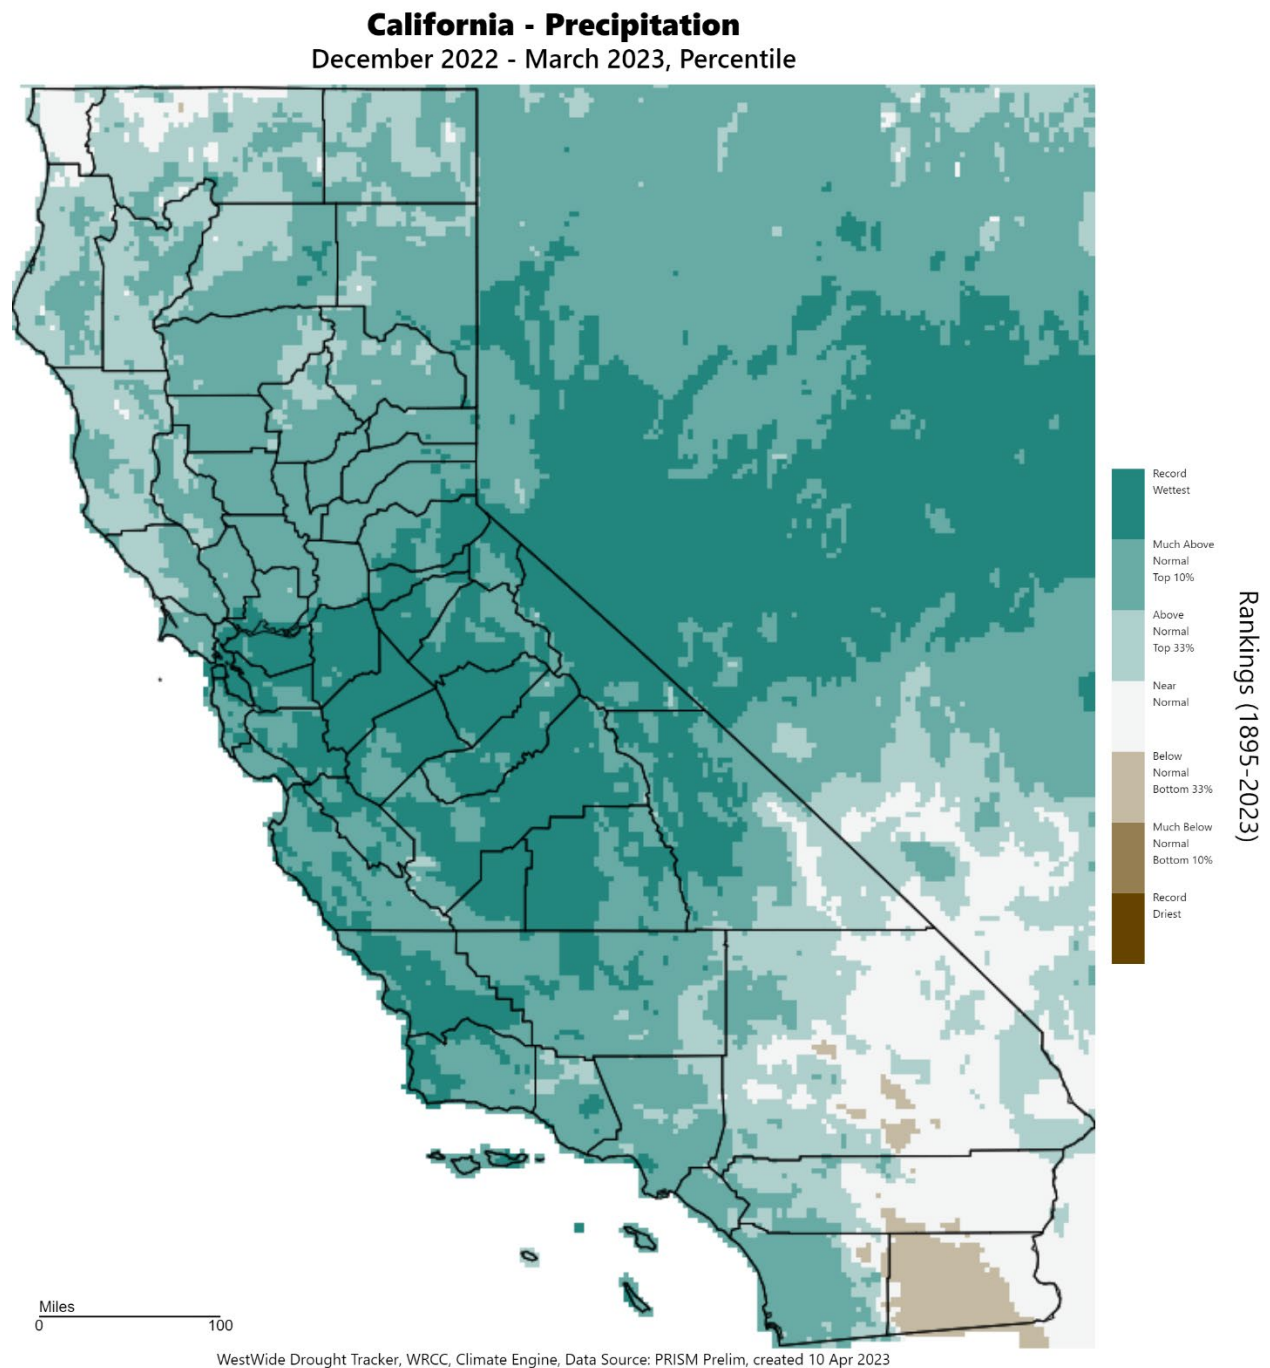 California - Precipitation
December 2022 - March 2023, Percentile
Record
Wettest
Much Above
Normal
Top 10%
Above
Normal
Top 33%
Near
Normal
Below
Normal
Bottom 33%
Much Below
Normal
Bottom 10%
Record
Driest
Rankings (1895-2023)
Miles
0 100
WestWide Drought Tracker, WRCC, Climate Engine, Data Source: PRISM Prelim, created 10 Apr 2023